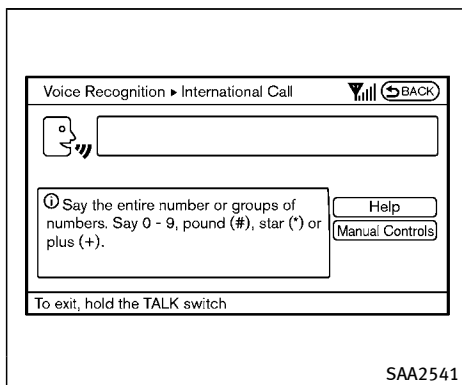 Voice Recognition ▸ International Call
BACK
ⓘ Say the entire number or groups of
numbers. Say 0 - 9, pound (#), star (*) or
plus (+).
Help
Manual Controls
To exit, hold the TALK switch
SAA2541